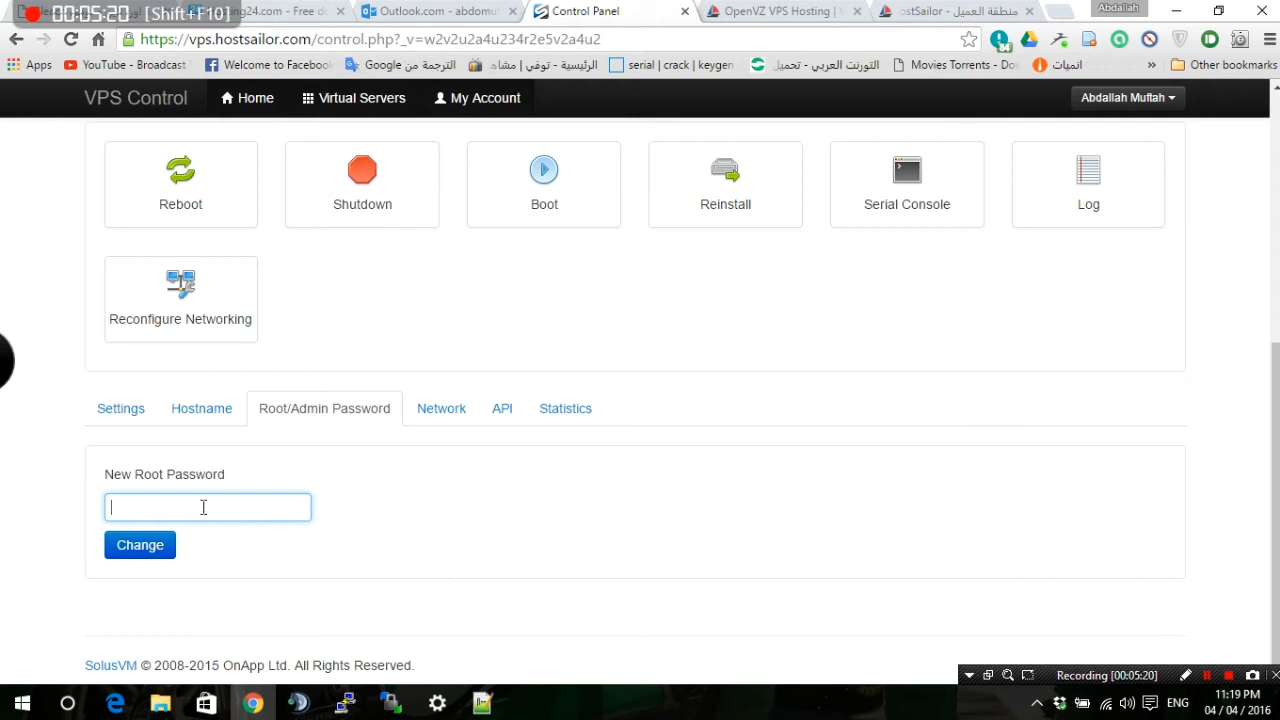 00:05:20 [Shift+F10]
ing24.com - Free d
Outlook.com - abdomut
Control Panel
OpenVZ VPS Hosting | V
ostSailor - منطقة العميل
Abdallah
https://vps.hostsailor.com/control.php?_v=w2v2u2a4u234r2e5v2a4u2
Apps
YouTube - Broadcast
Welcome to Facebook
الترجمة من Google
الرئيسية - توفي | مشاهد
serial | crack | keygen
التورنت العربي - تحميل
Movies Torrents - Do
انميات
»
Other bookmarks
VPS Control
Home
Virtual Servers
My Account
Abdallah Muftah
Reboot
Shutdown
Boot
Reinstall
Serial Console
Log
Reconfigure Networking
Settings
Hostname
Root/Admin Password
Network
API
Statistics
New Root Password
Change
SolusVM © 2008-2015 OnApp Ltd. All Rights Reserved.
Recording [00:05:20]
ENG
11:19 PM
04 / 04 / 2016